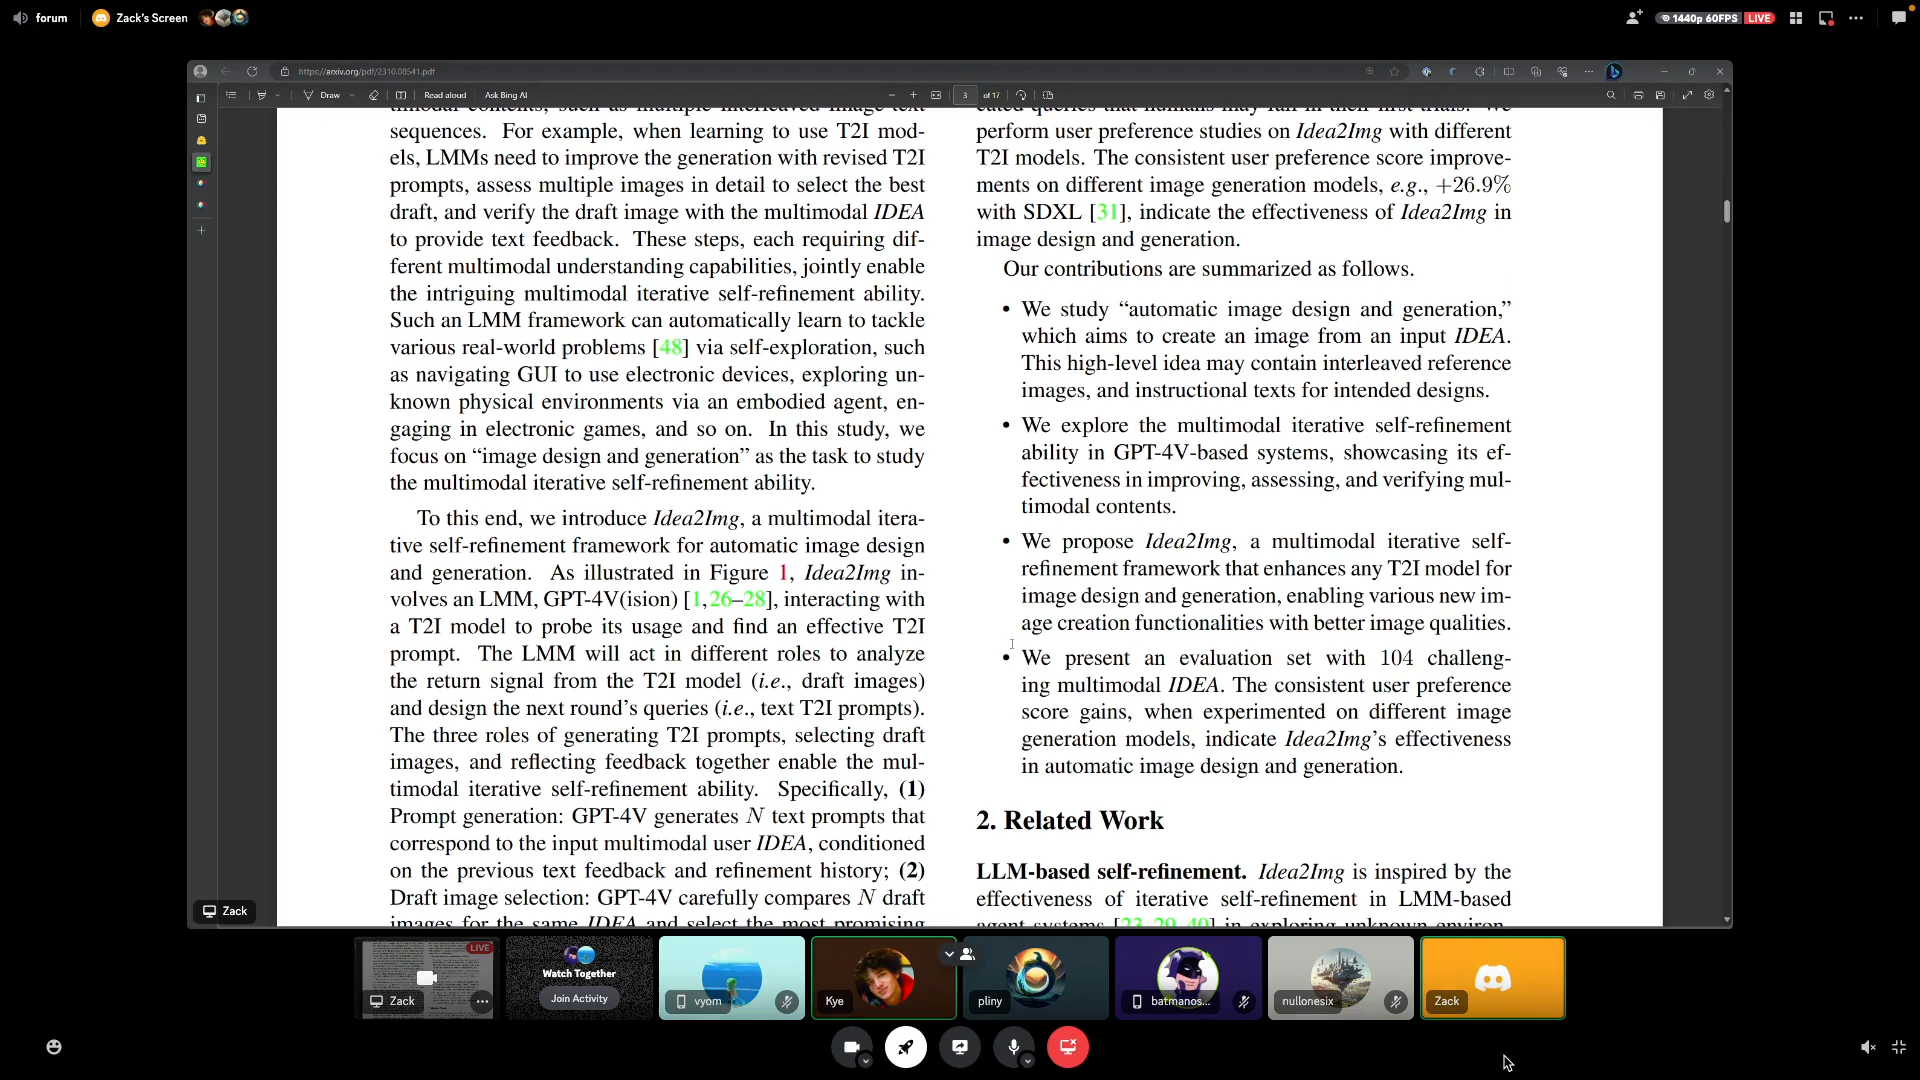 forum
Zack's Screen
1440p 60FPS LIVE
https://arxiv.org/pdf/2310.08541.pdf
Draw
Read aloud
Ask Bing AI
3 of 17
sequences. For example, when learning to use T2I mod-
els, LMMs need to improve the generation with revised T2I
prompts, assess multiple images in detail to select the best
draft, and verify the draft image with the multimodal IDEA
to provide text feedback. These steps, each requiring dif-
ferent multimodal understanding capabilities, jointly enable
the intriguing multimodal iterative self-refinement ability.
Such an LMM framework can automatically learn to tackle
various real-world problems [48] via self-exploration, such
as navigating GUI to use electronic devices, exploring un-
known physical environments via an embodied agent, en-
gaging in electronic games, and so on. In this study, we
focus on “image design and generation” as the task to study
the multimodal iterative self-refinement ability.
To this end, we introduce Idea2Img, a multimodal itera-
tive self-refinement framework for automatic image design
and generation. As illustrated in Figure 1, Idea2Img in-
volves an LMM, GPT-4V(ision) [1,26–28], interacting with
a T2I model to probe its usage and find an effective T2I
prompt. The LMM will act in different roles to analyze
the return signal from the T2I model (i.e., draft images)
and design the next round’s queries (i.e., text T2I prompts).
The three roles of generating T2I prompts, selecting draft
images, and reflecting feedback together enable the mul-
timodal iterative self-refinement ability. Specifically, (1)
Prompt generation: GPT-4V generates N text prompts that
correspond to the input multimodal user IDEA, conditioned
on the previous text feedback and refinement history; (2)
Draft image selection: GPT-4V carefully compares N draft
images for the same IDEA and select the most promising
perform user preference studies on Idea2Img with different
T2I models. The consistent user preference score improve-
ments on different image generation models, e.g., +26.9%
with SDXL [31], indicate the effectiveness of Idea2Img in
image design and generation.
Our contributions are summarized as follows.
• We study “automatic image design and generation,”
which aims to create an image from an input IDEA.
This high-level idea may contain interleaved reference
images, and instructional texts for intended designs.
• We explore the multimodal iterative self-refinement
ability in GPT-4V-based systems, showcasing its ef-
fectiveness in improving, assessing, and verifying mul-
timodal contents.
• We propose Idea2Img, a multimodal iterative self-
refinement framework that enhances any T2I model for
image design and generation, enabling various new im-
age creation functionalities with better image qualities.
• We present an evaluation set with 104 challeng-
ing multimodal IDEA. The consistent user preference
score gains, when experimented on different image
generation models, indicate Idea2Img’s effectiveness
in automatic image design and generation.
2. Related Work
LLM-based self-refinement. Idea2Img is inspired by the
effectiveness of iterative self-refinement in LMM-based
agent systems [23, 29, 40] in exploring unknown environ-
Zack
LIVE
Zack
Watch Together
Join Activity
vyom
Kye
pliny
batmanos...
nullonesix
Zack